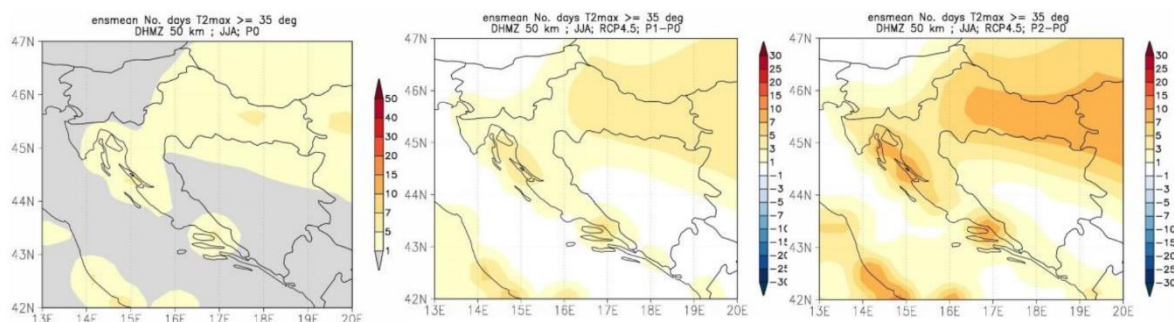 ensmean No. days T2max >= 35 deg
DHMZ 50 km ; JJA; P0
47N
46N
45N
44N
43N
42N
13E 14E 15E 16E 17E 18E 19E 20E
50
40
30
20
15
10
7
5
1
ensmean No. days T2max >= 35 deg
DHMZ 50 km ; JJA; RCP4.5; P1-P0
47N
46N
45N
44N
43N
42N
13E 14E 15E 16E 17E 18E 19E 20E
30
25
20
15
10
7
5
3
1
-1
-3
-5
-7
-10
-15
-20
-25
-30
ensmean No. days T2max >= 35 deg
DHMZ 50 km ; JJA; RCP4.5; P2-P0
47N
46N
45N
44N
43N
42N
13E 14E 15E 16E 17E 18E 19E 20E
30
25
20
15
10
7
5
3
1
-1
-3
-5
-7
-10
-15
-20
-25
-30